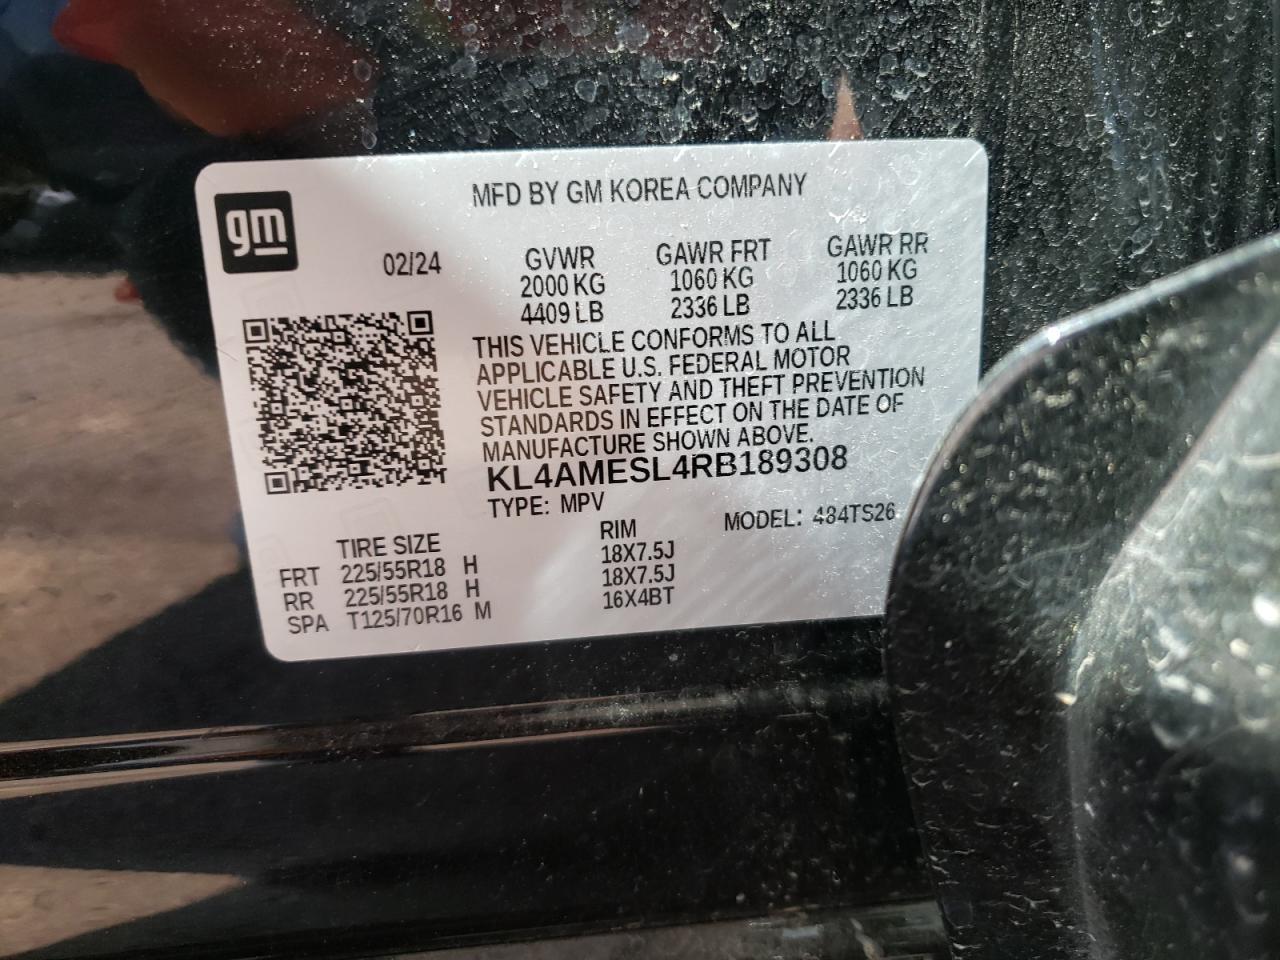 MFD BY GM KOREA COMPANY
gm
02/24
GVWR GAWR FRT GAWR RR
2000 KG 1060 KG 1060 KG
4409 LB 2336 LB 2336 LB
THIS VEHICLE CONFORMS TO ALL
APPLICABLE U.S. FEDERAL MOTOR
VEHICLE SAFETY AND THEFT PREVENTION
STANDARDS IN EFFECT ON THE DATE OF
MANUFACTURE SHOWN ABOVE.
KL4AMESL4RB189308
TYPE: MPV
MODEL: 484TS26
TIRE SIZE RIM
FRT 225/55R18 H 18X7.5J
RR 225/55R18 H 18X7.5J
SPA T125/70R16 M 16X4BT